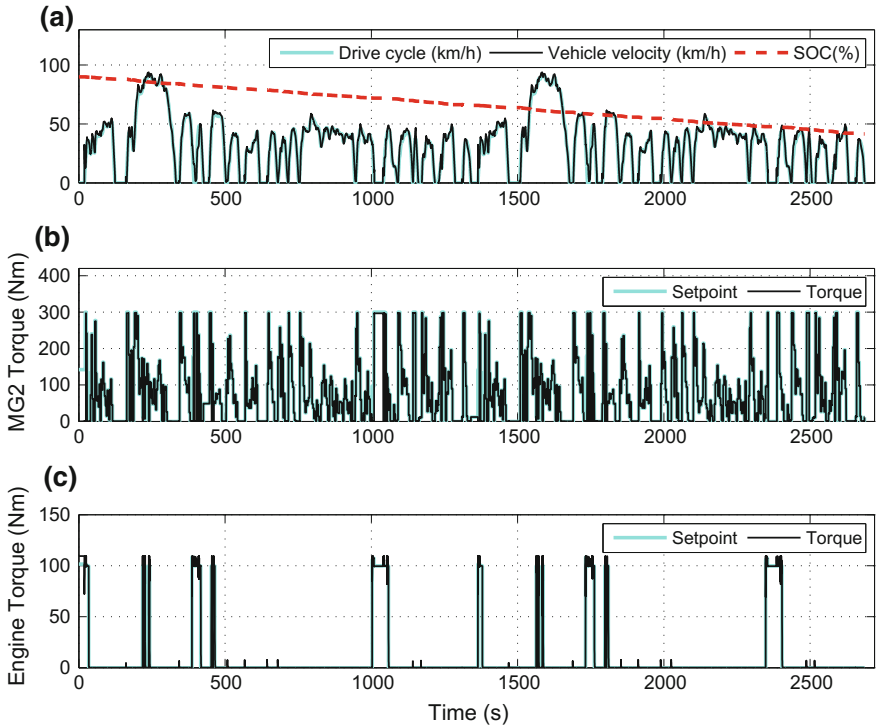 (a)
Drive cycle (km/h) Vehicle velocity (km/h) SOC(%)
100
50
0
0 500 1000 1500 2000 2500
(b)
MG2 Torque (Nm)
Setpoint Torque
400
300
200
100
0
0 500 1000 1500 2000 2500
(c)
Engine Torque (Nm)
Setpoint Torque
150
100
50
0
0 500 1000 1500 2000 2500
Time (s)